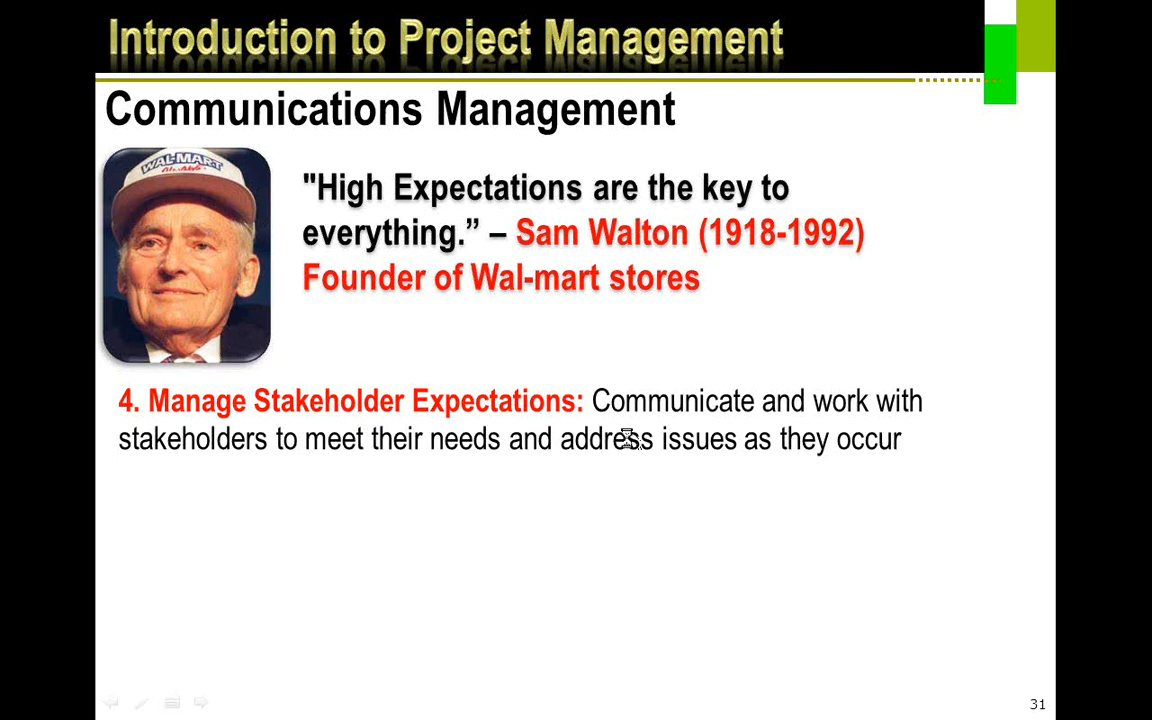 Introduction to Project Management
Communications Management
WAL-MART
"High Expectations are the key to
everything.” – Sam Walton (1918-1992)
Founder of Wal-mart stores
4. Manage Stakeholder Expectations: Communicate and work with
stakeholders to meet their needs and address issues as they occur
31